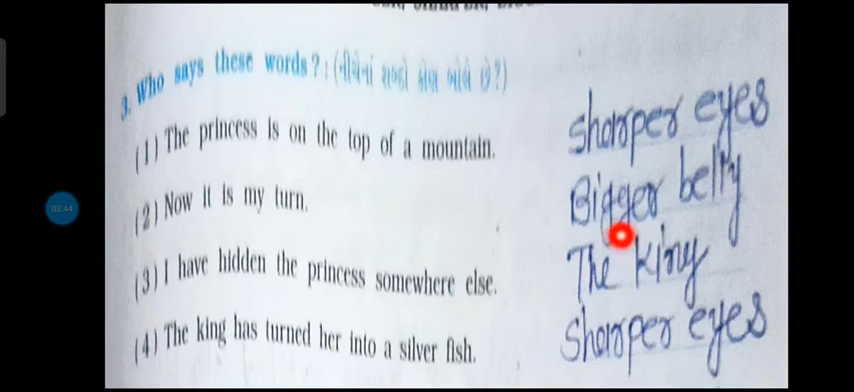 3. Who says these words? : (નીચેનાં શબ્દો કોણ બોલે છે?)
(1) The princess is on the top of a mountain. sharper eyes
(2) Now it is my turn. Bigger belly
(3) I have hidden the princess somewhere else. The king
(4) The king has turned her into a silver fish. Sharper eyes
03:44